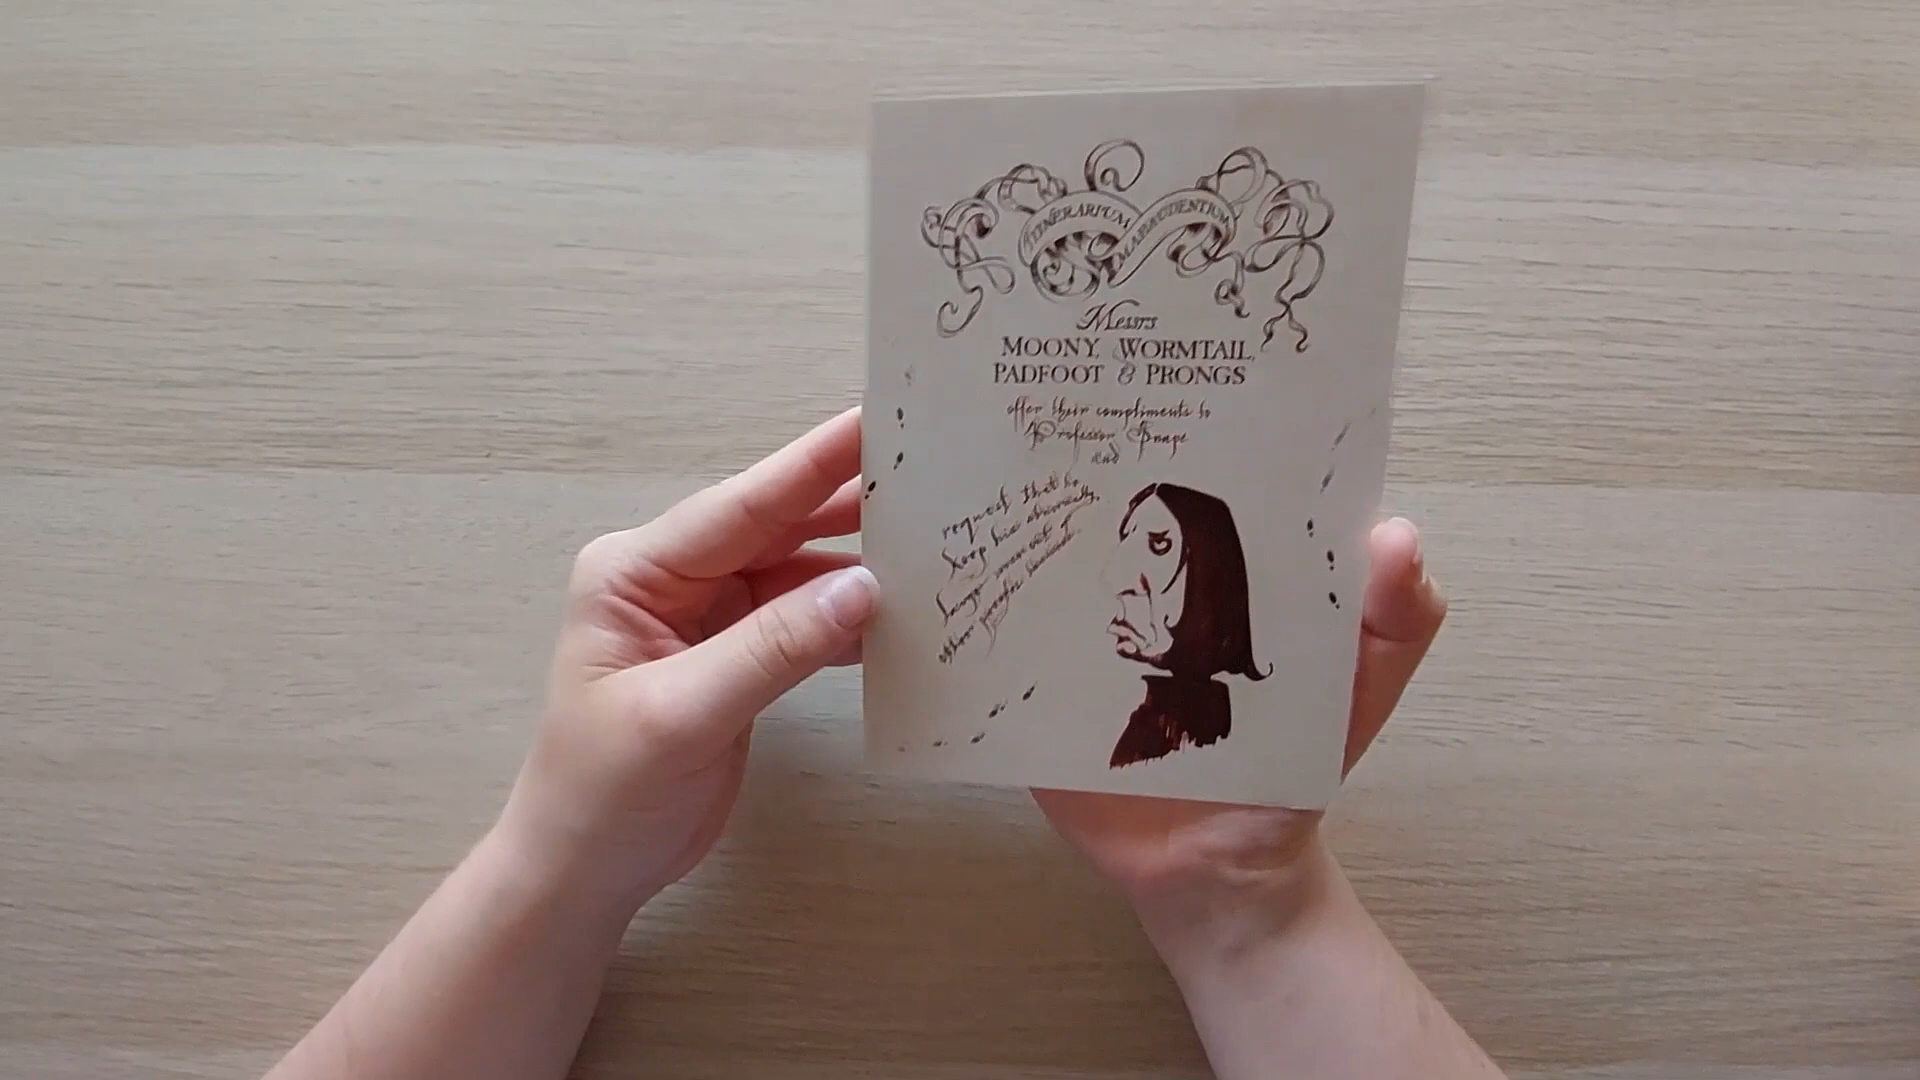 ITINERARIUM
MARAUDENTIUM
Messrs
MOONY, WORMTAIL,
PADFOOT & PRONGS
offer their compliments to
Professor Snape
and
request that he
keep his abnormally
large nose out of
other peoples business.